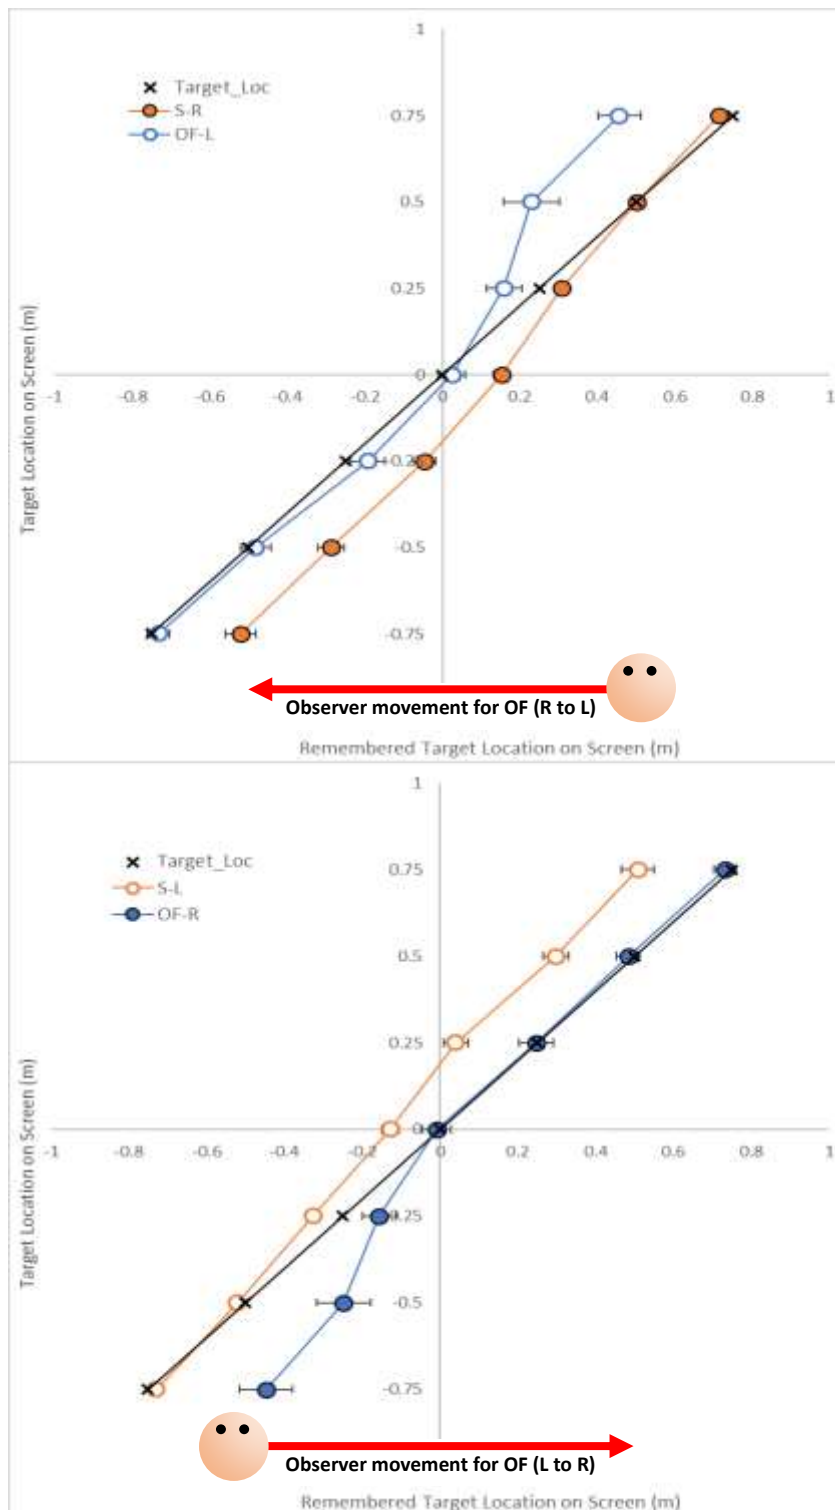 1
Target_Loc
S-R
OF-L
0.75
0.5
0.25
Target Location on Screen (m)
0
-1 -0.8 -0.6 -0.4 -0.2 0 0.2 0.4 0.6 0.8 1
-0.25
-0.5
-0.75
Observer movement for OF (R to L)
Remembered Target Location on Screen (m)
1
Target_Loc
S-L
OF-R
0.75
0.5
0.25
Target Location on Screen (m)
0
-1 -0.8 -0.6 -0.4 -0.2 0 0.2 0.4 0.6 0.8 1
-0.25
-0.5
-0.75
Observer movement for OF (L to R)
Remembered Target Location on Screen (m)